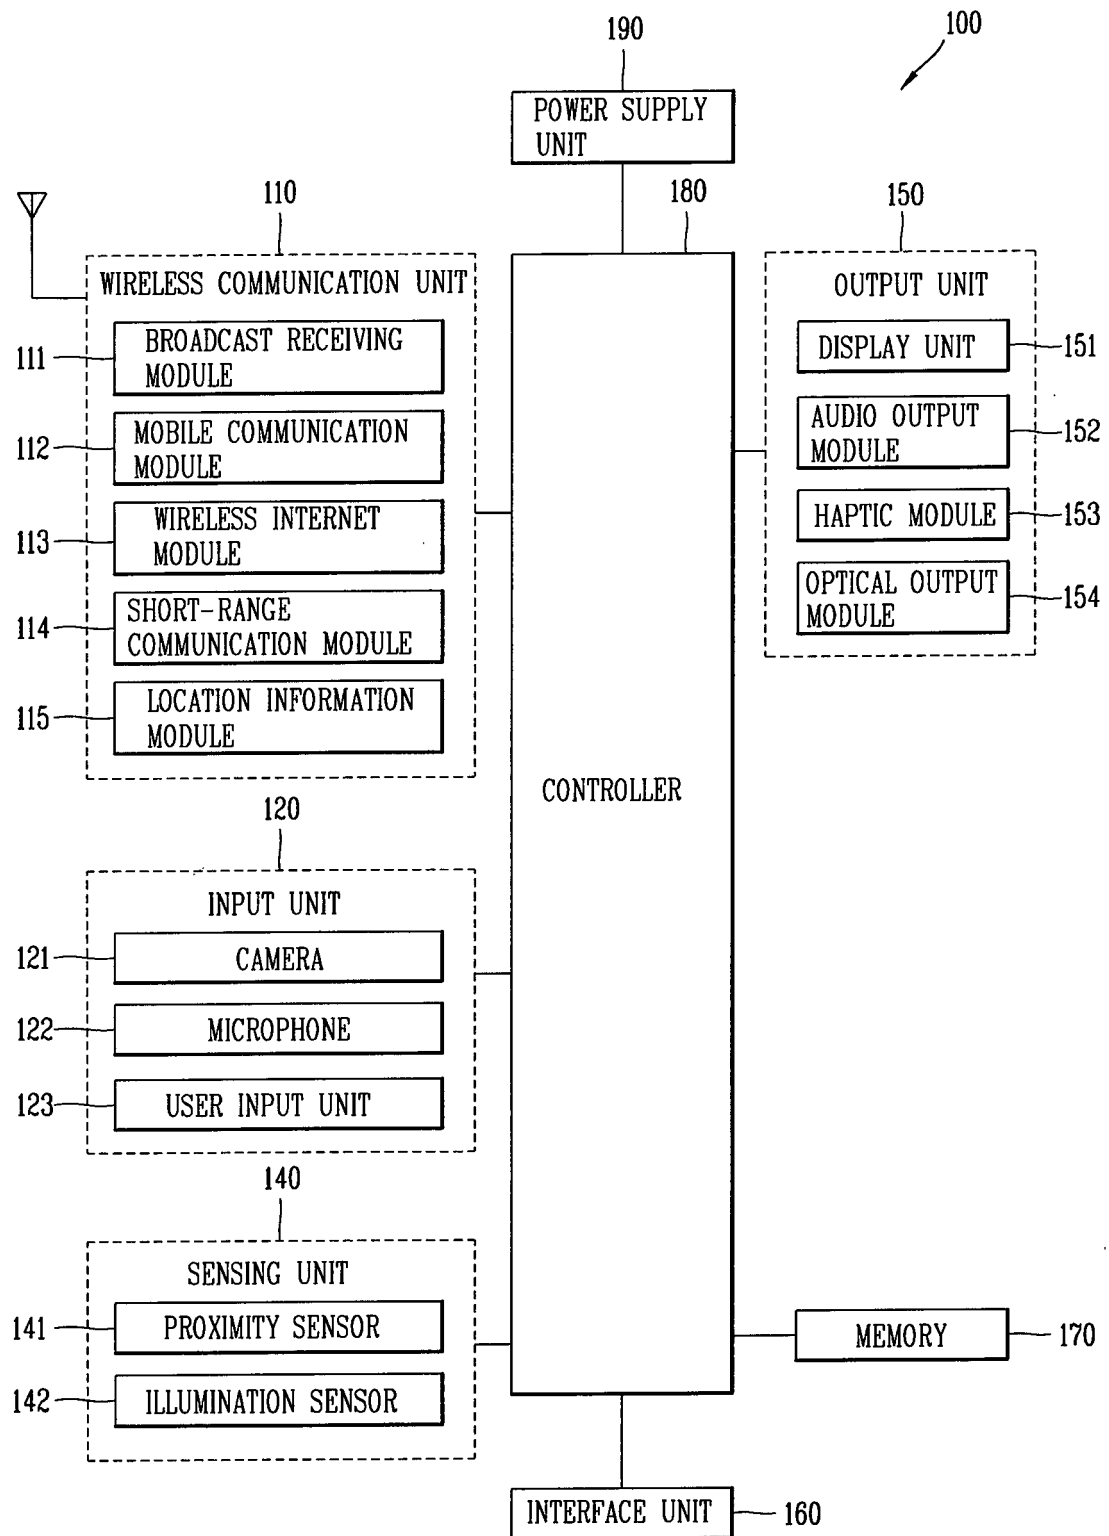 100
190
POWER SUPPLY
UNIT
110
180
150
WIRELESS COMMUNICATION UNIT
111
BROADCAST RECEIVING
MODULE
112
MOBILE COMMUNICATION
MODULE
113
WIRELESS INTERNET
MODULE
114
SHORT-RANGE
COMMUNICATION MODULE
115
LOCATION INFORMATION
MODULE
OUTPUT UNIT
DISPLAY UNIT
151
AUDIO OUTPUT
MODULE
152
HAPTIC MODULE
153
OPTICAL OUTPUT
MODULE
154
CONTROLLER
120
INPUT UNIT
121
CAMERA
122
MICROPHONE
123
USER INPUT UNIT
140
SENSING UNIT
141
PROXIMITY SENSOR
142
ILLUMINATION SENSOR
MEMORY
170
INTERFACE UNIT
160